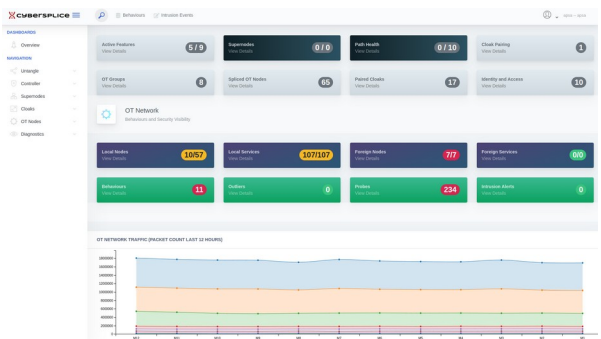 CYBERSPLICE
Behaviours
Intrusion Events
DASHBOARDS
Overview
NAVIGATION
Untangle
Controller
Supernodes
Cloaks
OT Nodes
Diagnostics
Active Features
View Details
5 / 9
Supernodes
View Details
0 / 0
Path Health
View Details
0 / 10
Cloak Pairing
View Details
1
OT Groups
View Details
8
Spliced OT Nodes
View Details
65
Paired Cloaks
View Details
17
Identity and Access
View Details
10
OT Network
Behaviours and Security Visibility
Local Nodes
View Details
10/57
Local Services
View Details
107/107
Foreign Nodes
View Details
7/7
Foreign Services
View Details
0/0
Behaviours
View Details
11
Outliers
View Details
0
Probes
View Details
234
Intrusion Alerts
View Details
0
OT NETWORK TRAFFIC (PACKET COUNT LAST 12 HOURS)